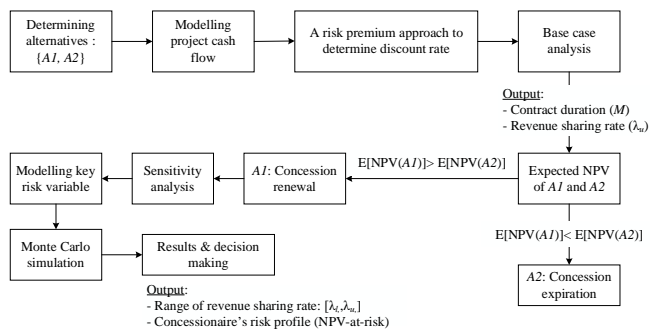 Determining
alternatives :
{A1, A2}
Modelling
project cash
flow
A risk premium approach to
determine discount rate
Base case
analysis
Output:
- Contract duration (M)
- Revenue sharing rate (λu)
Modelling key
risk variable
Sensitivity
analysis
A1: Concession
renewal
E[NPV(A1)]> E[NPV(A2)]
Expected NPV
of A1 and A2
E[NPV(A1)]< E[NPV(A2)]
Monte Carlo
simulation
Results & decision
making
A2: Concession
expiration
Output:
- Range of revenue sharing rate: [λℓ,λu,]
- Concessionaire's risk profile (NPV-at-risk)